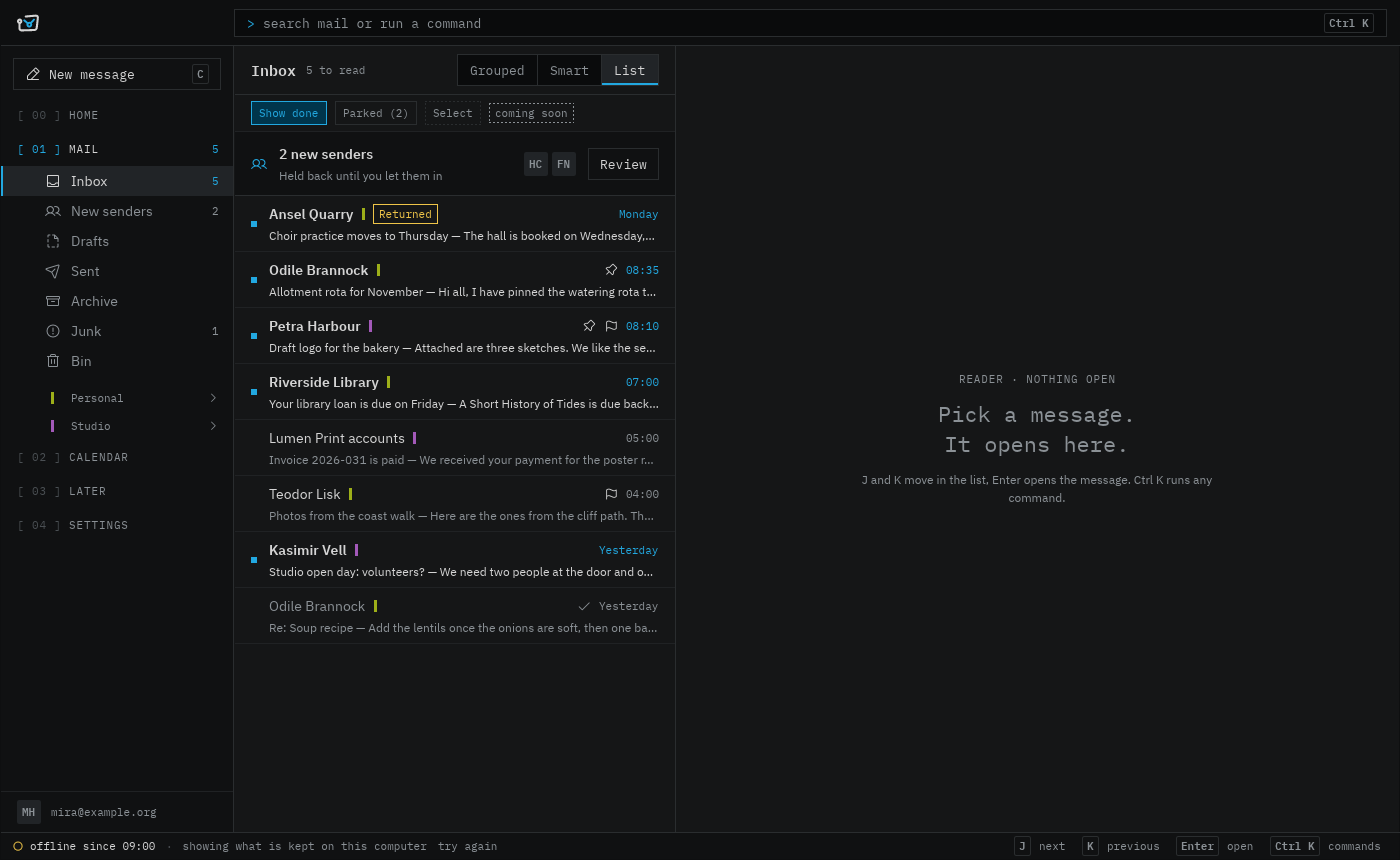 > search mail or run a command Ctrl K
New message C
[ 00 ] HOME
[ 01 ] MAIL 5
Inbox 5
New senders 2
Drafts
Sent
Archive
Junk 1
Bin
Personal
Studio
[ 02 ] CALENDAR
[ 03 ] LATER
[ 04 ] SETTINGS
MH mira@example.org
Inbox 5 to read Grouped Smart List
Show done Parked (2) Select coming soon
2 new senders
Held back until you let them in
HC FN Review
Ansel Quarry Returned Monday
Choir practice moves to Thursday — The hall is booked on Wednesday,…
Odile Brannock 08:35
Allotment rota for November — Hi all, I have pinned the watering rota t…
Petra Harbour 08:10
Draft logo for the bakery — Attached are three sketches. We like the se…
Riverside Library 07:00
Your library loan is due on Friday — A Short History of Tides is due back…
Lumen Print accounts 05:00
Invoice 2026-031 is paid — We received your payment for the poster r…
Teodor Lisk 04:00
Photos from the coast walk — Here are the ones from the cliff path. Th…
Kasimir Vell Yesterday
Studio open day: volunteers? — We need two people at the door and o…
Odile Brannock Yesterday
Re: Soup recipe — Add the lentils once the onions are soft, then one ba…
READER · NOTHING OPEN
Pick a message.
It opens here.
J and K move in the list, Enter opens the message. Ctrl K runs any
command.
offline since 09:00 · showing what is kept on this computer try again J next K previous Enter open Ctrl K commands